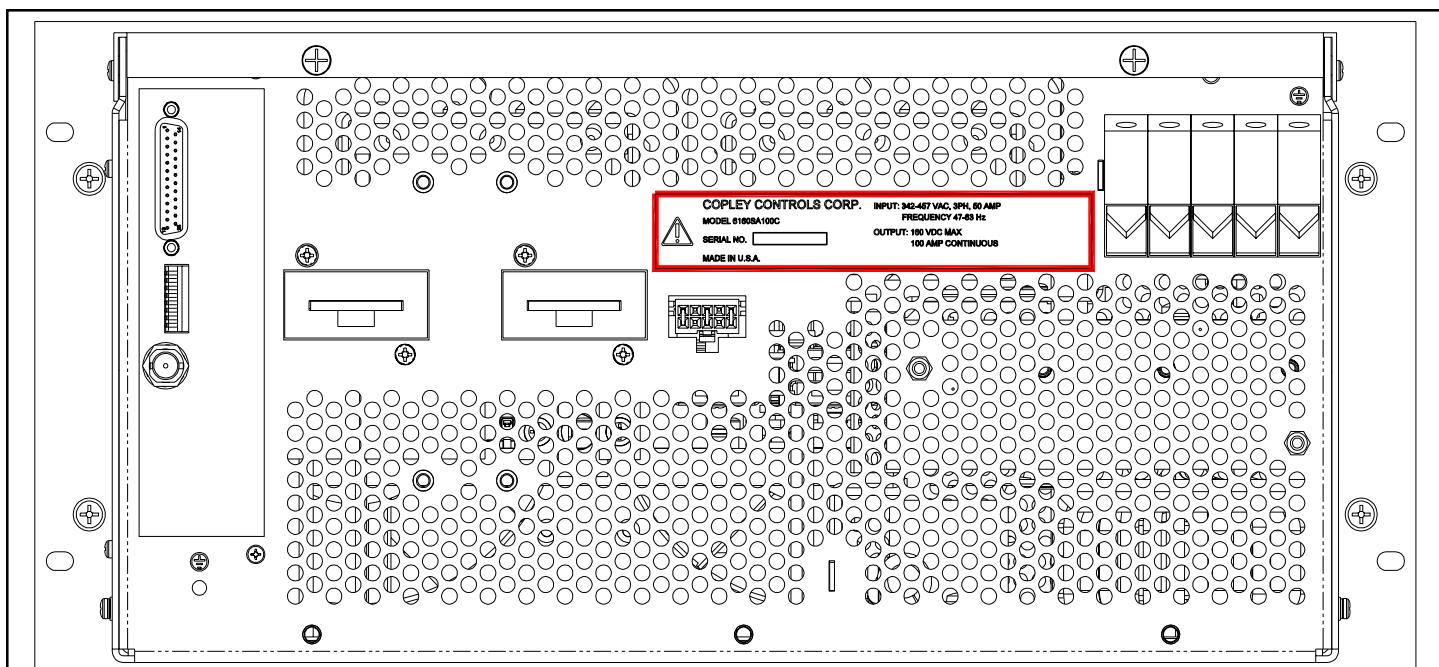 COPLEY CONTROLS CORP.
MODEL 6160SA100C
SERIAL NO.
MADE IN U.S.A.
INPUT: 342-457 VAC, 3PH, 50 AMP
FREQUENCY 47-63 Hz
OUTPUT: 160 VDC MAX
100 AMP CONTINUOUS